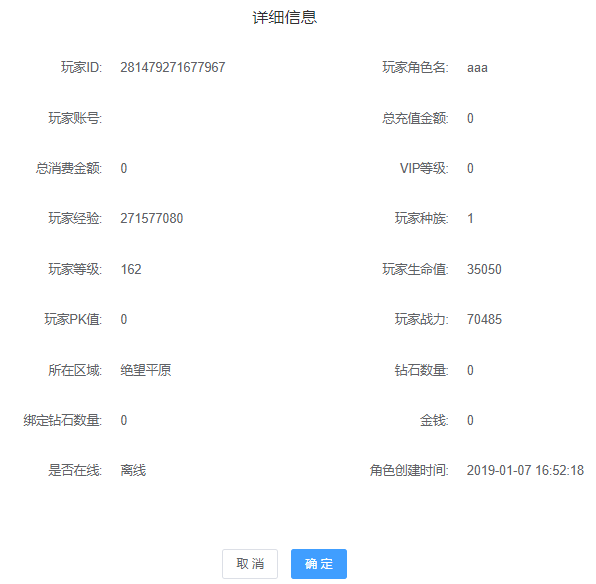 详细信息
玩家ID: 281479271677967 玩家角色名: aaa
玩家账号: 总充值金额: 0
总消费金额: 0 VIP等级: 0
玩家经验: 271577080 玩家种族: 1
玩家等级: 162 玩家生命值: 35050
玩家PK值: 0 玩家战力: 70485
所在区域: 绝望平原 钻石数量: 0
绑定钻石数量: 0 金钱: 0
是否在线: 离线 角色创建时间: 2019-01-07 16:52:18
取消 确定